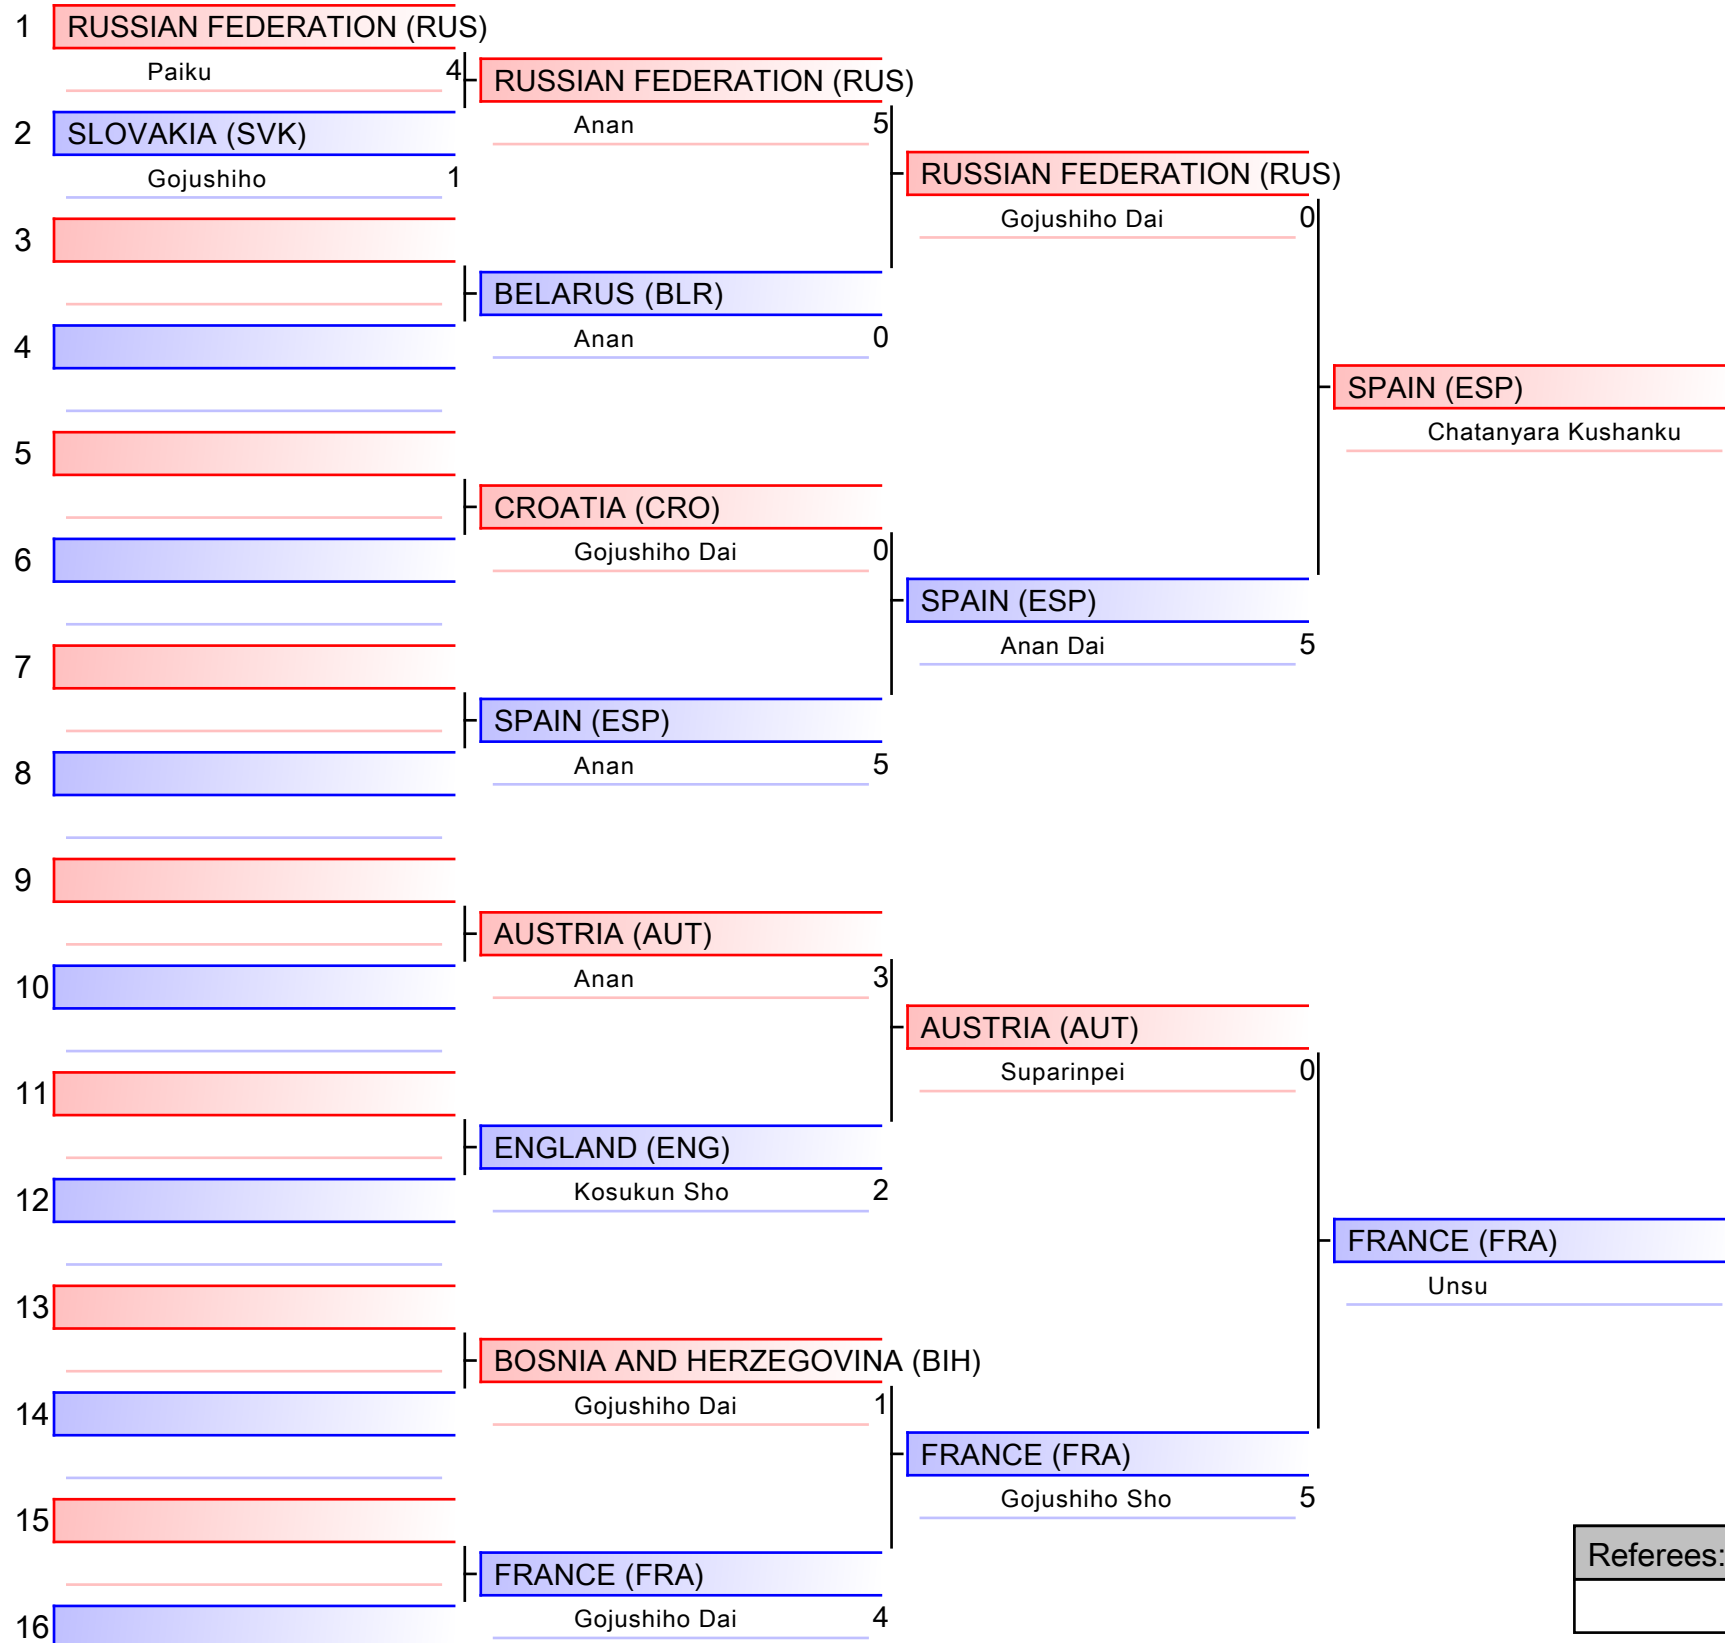 1
RUSSIAN FEDERATION (RUS)
Paiku 4
2
SLOVAKIA (SVK)
Gojushiho 1
3
4
5
6
7
8
9
10
11
12
13
14
15
16
RUSSIAN FEDERATION (RUS)
Anan 5
BELARUS (BLR)
Anan 0
CROATIA (CRO)
Gojushiho Dai 0
SPAIN (ESP)
Anan 5
AUSTRIA (AUT)
Anan 3
ENGLAND (ENG)
Kosukun Sho 2
BOSNIA AND HERZEGOVINA (BIH)
Gojushiho Dai 1
FRANCE (FRA)
Gojushiho Dai 4
RUSSIAN FEDERATION (RUS)
Gojushiho Dai 0
SPAIN (ESP)
Anan Dai 5
AUSTRIA (AUT)
Suparinpei 0
FRANCE (FRA)
Gojushiho Sho 5
SPAIN (ESP)
Chatanyara Kushanku
FRANCE (FRA)
Unsu
Referees: